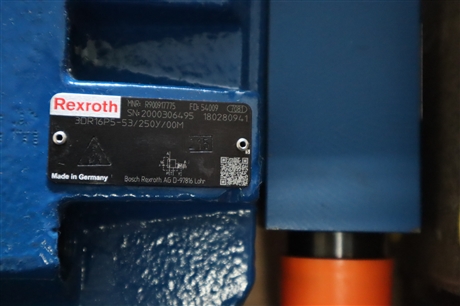 Rexroth
MNR: R900917775 FD: 54009 7081
SN: 2000306495 180280941
3DR16P5-53/250Y/00M
Made in Germany
Bosch Rexroth AG D-97816 Lohr